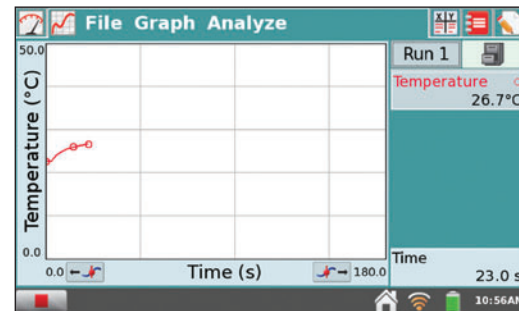 File Graph Analyze
X Y
Run 1
50.0
Temperature (°C)
0.0
0.0
Time (s)
180.0
Temperature
26.7°C
Time
23.0 s
10:56AM